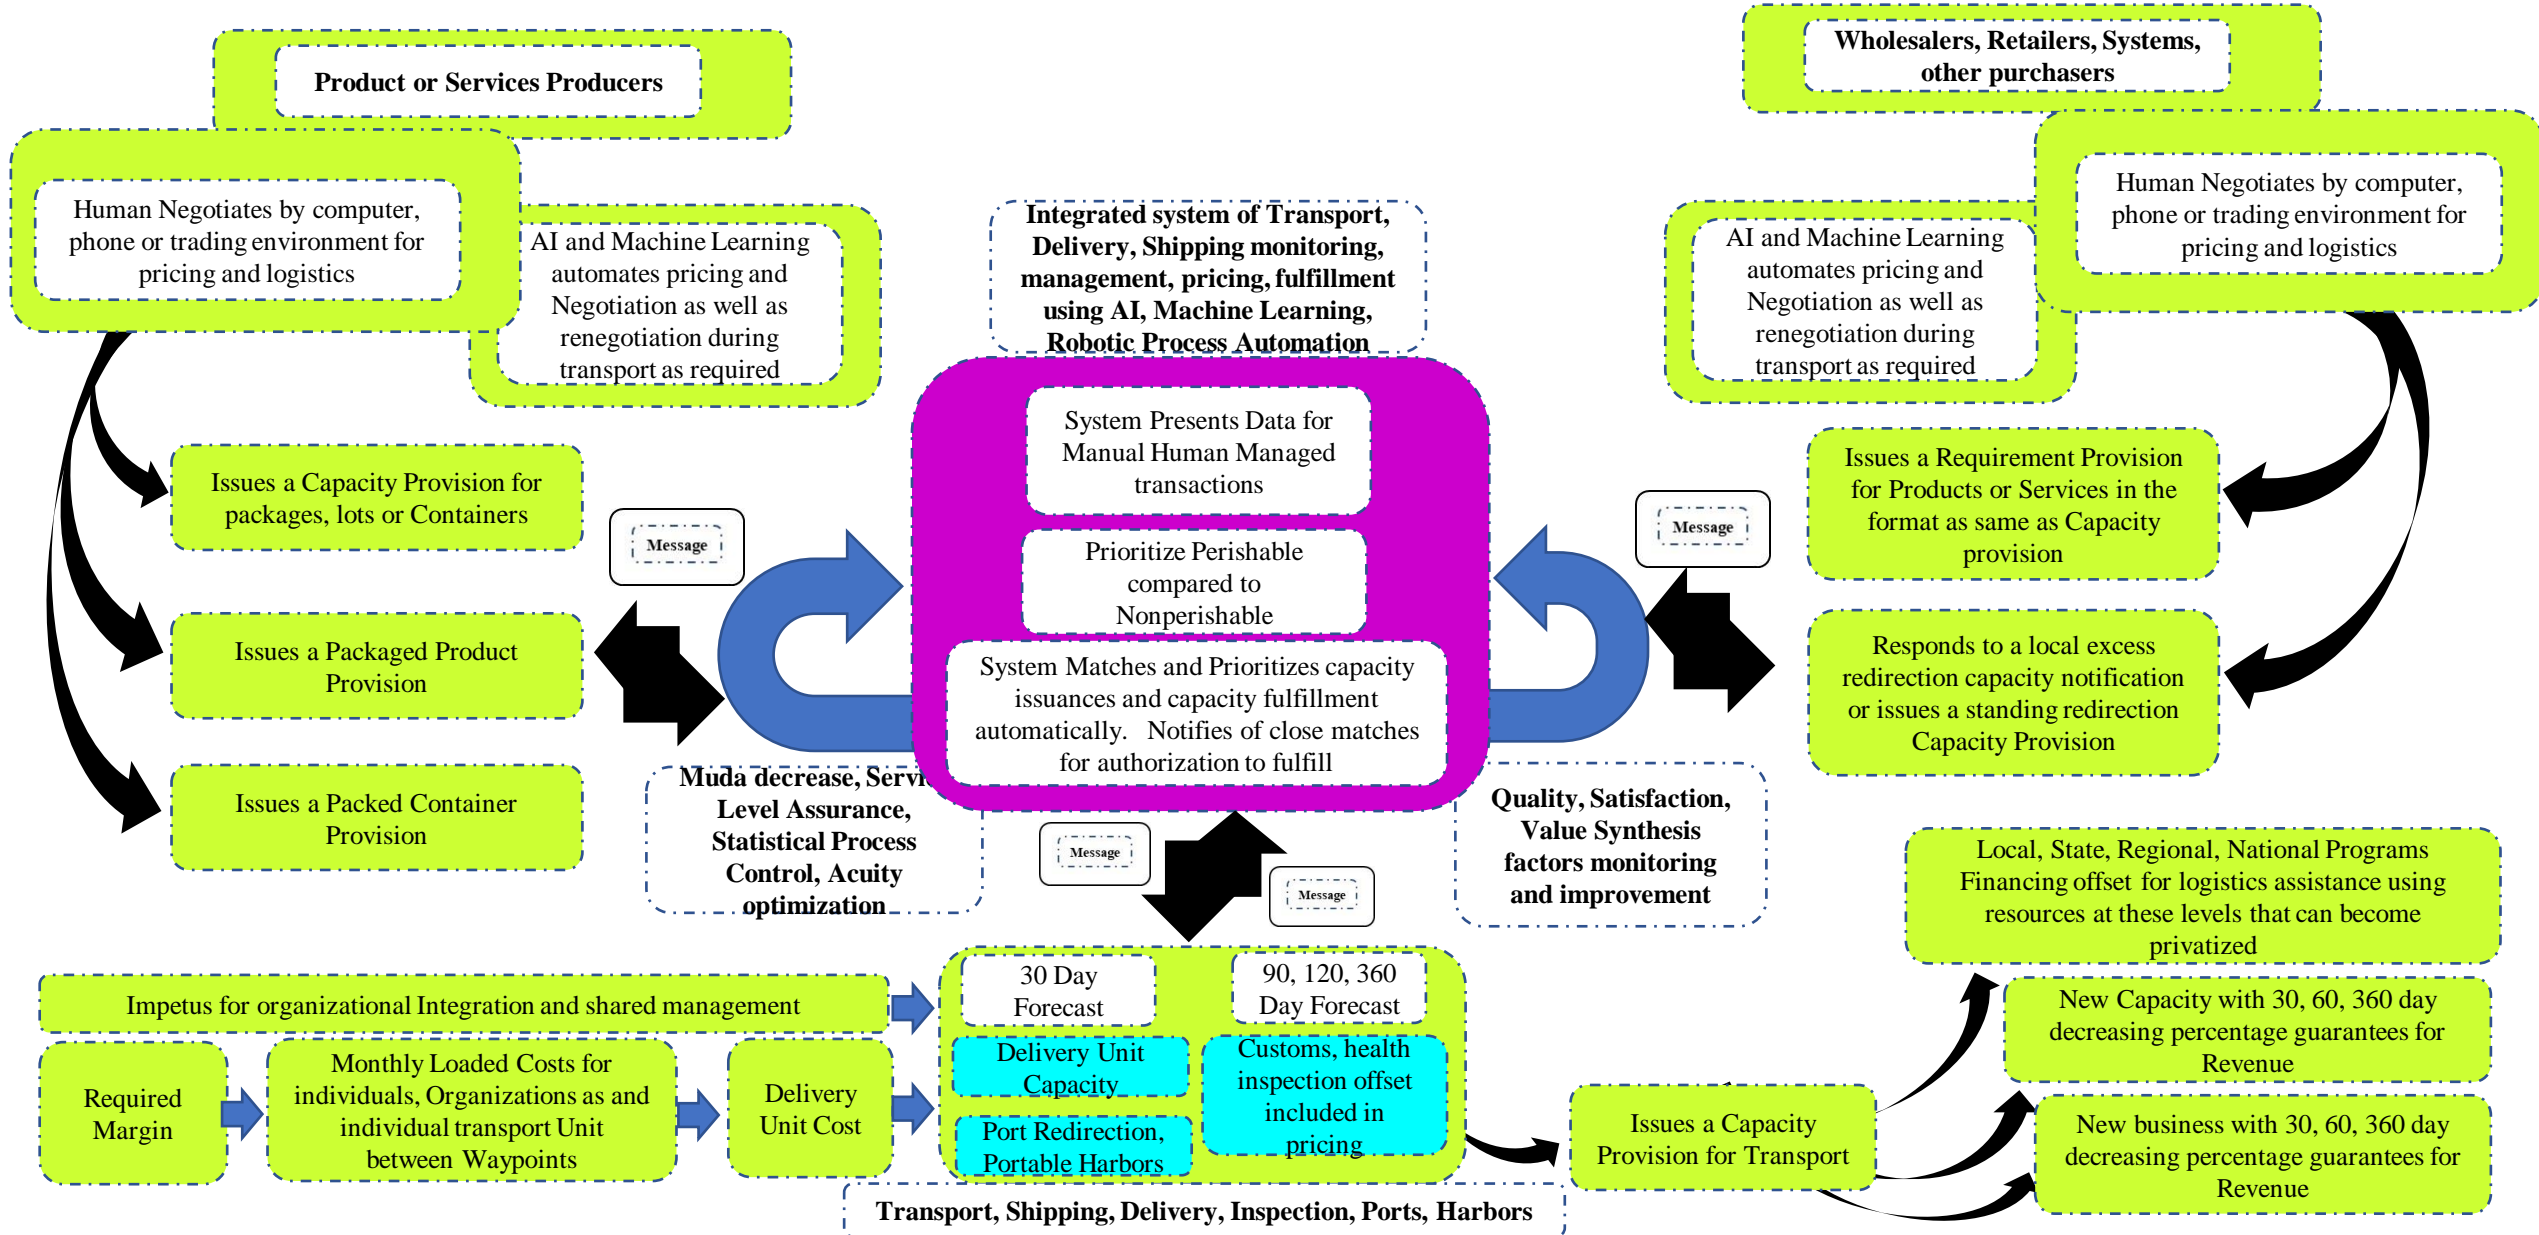 Product or Services Producers
Human Negotiates by computer,
phone or trading environment for
pricing and logistics
AI and Machine Learning
automates pricing and
Negotiation as well as
renegotiation during
transport as required
Issues a Capacity Provision for
packages, lots or Containers
Issues a Packaged Product
Provision
Issues a Packed Container
Provision
Message
Integrated system of Transport,
Delivery, Shipping monitoring,
management, pricing, fulfillment
using AI, Machine Learning,
Robotic Process Automation
System Presents Data for
Manual Human Managed
transactions
Prioritize Perishable
compared to
Nonperishable
System Matches and Prioritizes capacity
issuances and capacity fulfillment
automatically. Notifies of close matches
for authorization to fulfill
Muda decrease, Servi
Level Assurance,
Statistical Process
Control, Acuity
optimization
Message
Message
Quality, Satisfaction,
Value Synthesis
factors monitoring
and improvement
Wholesalers, Retailers, Systems,
other purchasers
Human Negotiates by computer,
phone or trading environment for
pricing and logistics
AI and Machine Learning
automates pricing and
Negotiation as well as
renegotiation during
transport as required
Message
Issues a Requirement Provision
for Products or Services in the
format as same as Capacity
provision
Responds to a local excess
redirection capacity notification
or issues a standing redirection
Capacity Provision
Impetus for organizational Integration and shared management
Required
Margin
Monthly Loaded Costs for
individuals, Organizations as and
individual transport Unit
between Waypoints
Delivery
Unit Cost
30 Day
Forecast
90, 120, 360
Day Forecast
Delivery Unit
Capacity
Customs, health
inspection offset
included in
pricing
Port Redirection,
Portable Harbors
Transport, Shipping, Delivery, Inspection, Ports, Harbors
Issues a Capacity
Provision for Transport
Local, State, Regional, National Programs
Financing offset for logistics assistance using
resources at these levels that can become
privatized
New Capacity with 30, 60, 360 day
decreasing percentage guarantees for
Revenue
New business with 30, 60, 360 day
decreasing percentage guarantees for
Revenue